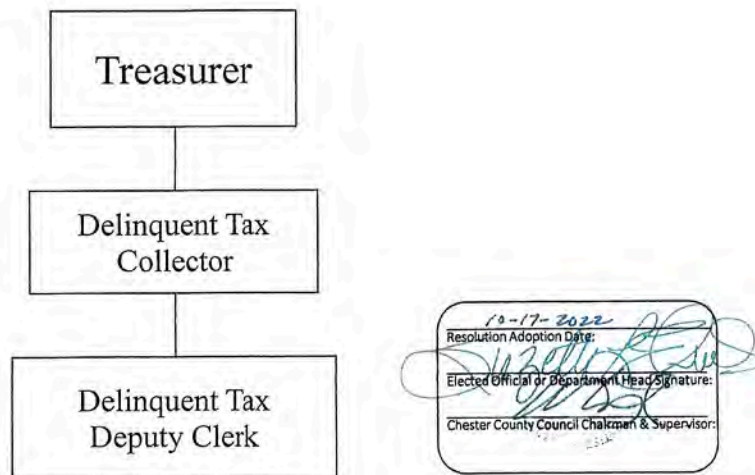 Treasurer
Delinquent Tax
Collector
Delinquent Tax
Deputy Clerk
10-17-2022
Resolution Adoption Date:
Elected Official or Department Head Signature:
Chester County Council Chairman & Supervisor: